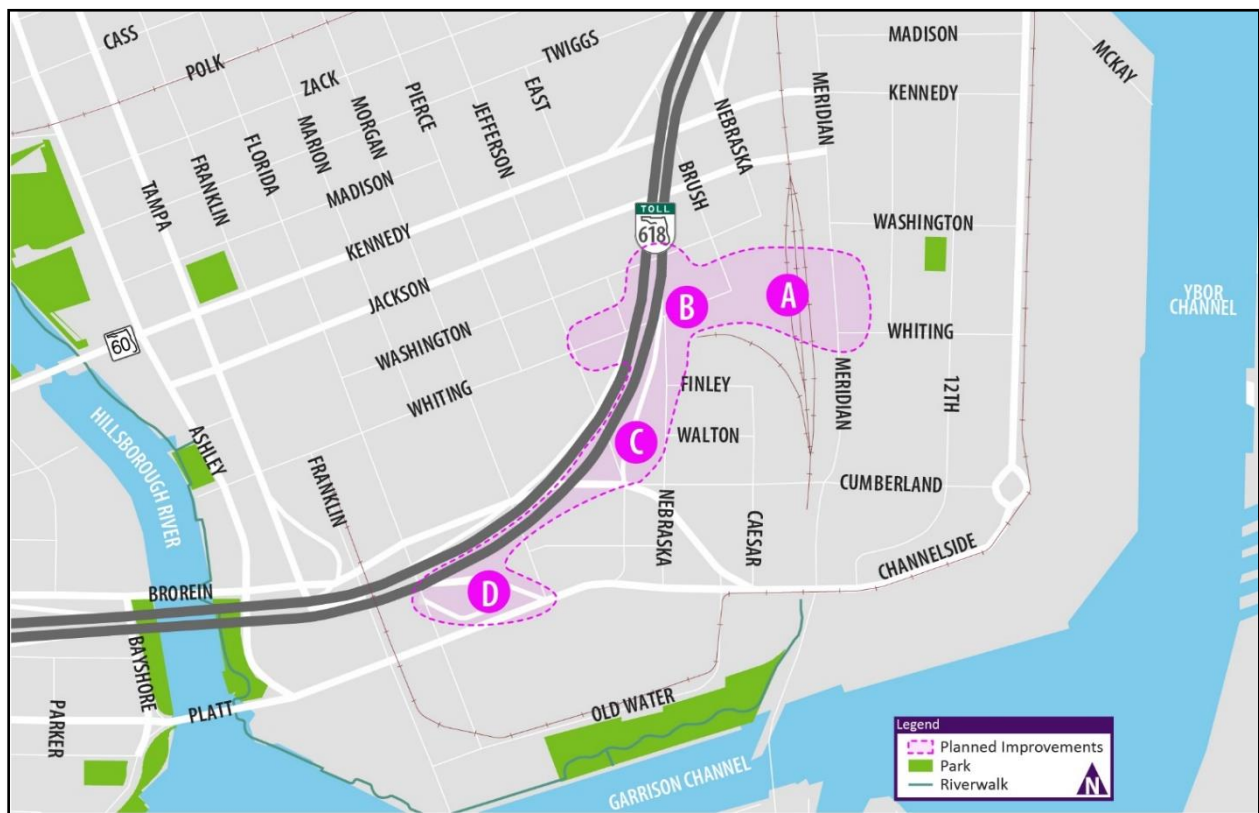 CASS
POLK
ZACK
TWIGGS
MADISON
MCKAY
KENNEDY
MERIDIAN
NEBRASKA
EAST
PIERCE
JEFFERSON
MORGAN
MARION
FLORIDA
FRANKLIN
TAMPA
MADISON
BRUSH
KENNEDY
TOLL
618
WASHINGTON
JACKSON
A
B
YBOR
CHANNEL
60
WASHINGTON
WHITING
WHITING
FINLEY
MERIDIAN
12TH
HILLSBOROUGH RIVER
ASHLEY
C
WALTON
FRANKLIN
CUMBERLAND
NEBRASKA
CAESAR
CHANNELSIDE
BROREIN
D
BAYSHORE
PARKER
PLATT
OLD WATER
GARRISON CHANNEL
Legend
Planned Improvements
Park
Riverwalk
N